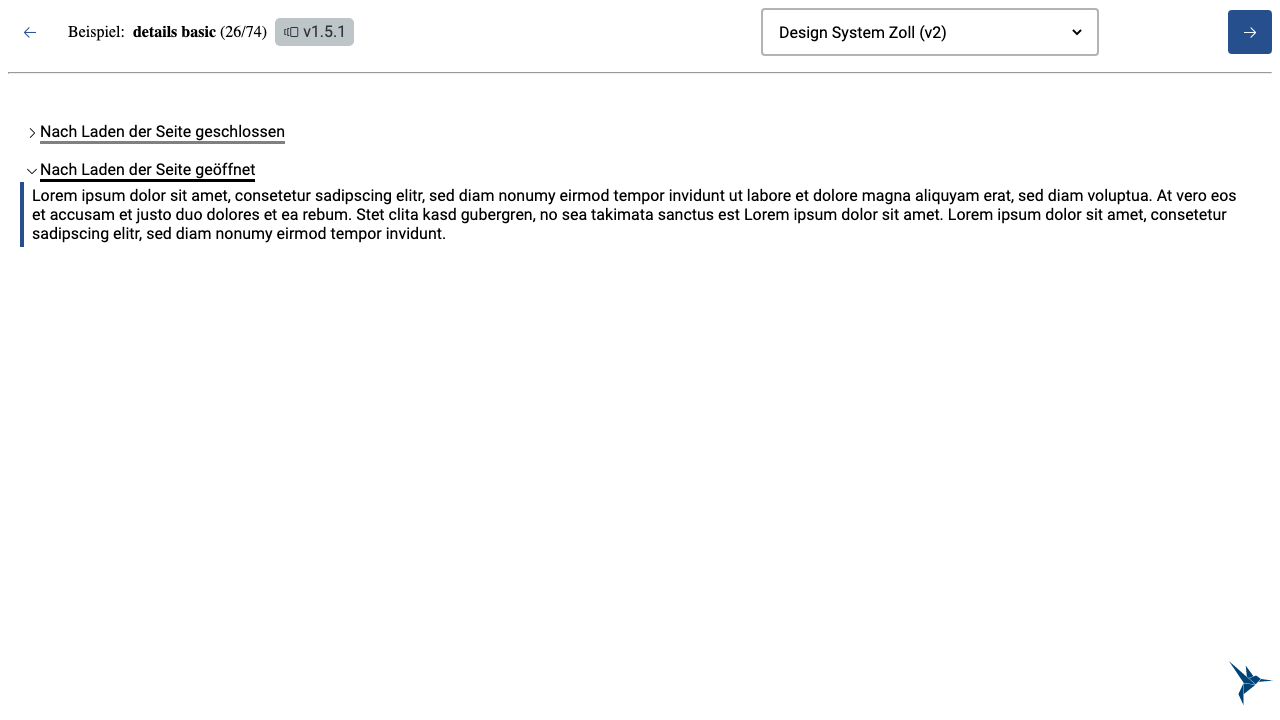 Beispiel: details basic (26/74) v1.5.1 Design System Zoll (v2)
Nach Laden der Seite geschlossen
Nach Laden der Seite geöffnet
Lorem ipsum dolor sit amet, consetetur sadipscing elitr, sed diam nonumy eirmod tempor invidunt ut labore et dolore magna aliquyam erat, sed diam voluptua. At vero eos
et accusam et justo duo dolores et ea rebum. Stet clita kasd gubergren, no sea takimata sanctus est Lorem ipsum dolor sit amet. Lorem ipsum dolor sit amet, consetetur
sadipscing elitr, sed diam nonumy eirmod tempor invidunt.